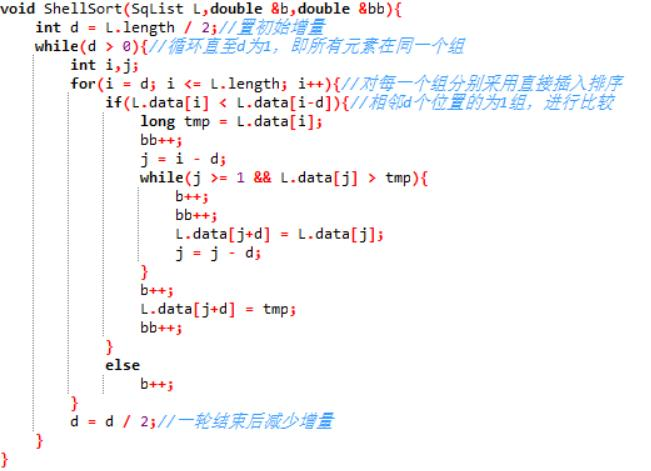 void ShellSort(SqList L,double &b,double &bb){
    int d = L.length / 2;//置初始增量
    while(d > 0){//循环直至d为1，即所有元素在同一个组
        int i,j;
        for(i = d; i <= L.length; i++){//对每一个组分别采用直接插入排序
            if(L.data[i] < L.data[i-d]){//相邻d个位置的为1组，进行比较
                long tmp = L.data[i];
                bb++;
                j = i - d;
                while(j >= 1 && L.data[j] > tmp){
                    b++;
                    bb++;
                    L.data[j+d] = L.data[j];
                    j = j - d;
                }
                b++;
                L.data[j+d] = tmp;
                bb++;
            }
            else
                b++;
        }
        d = d / 2;//一轮结束后减少增量
    }
}